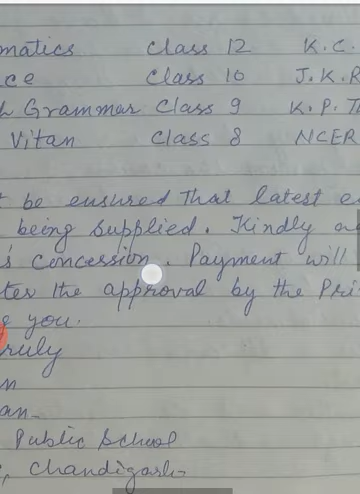 matics Class 12 K.C.
ce Class 10 J.K.R
h Grammar Class 9 K.P. Th
Vitan Class 8 NCER
t be ensured that latest e
being supplied. Kindly a
's concession. Payment will
ter the approval by the Pri
g you.
ruly
n
an-
Public School
, Chandigarh-